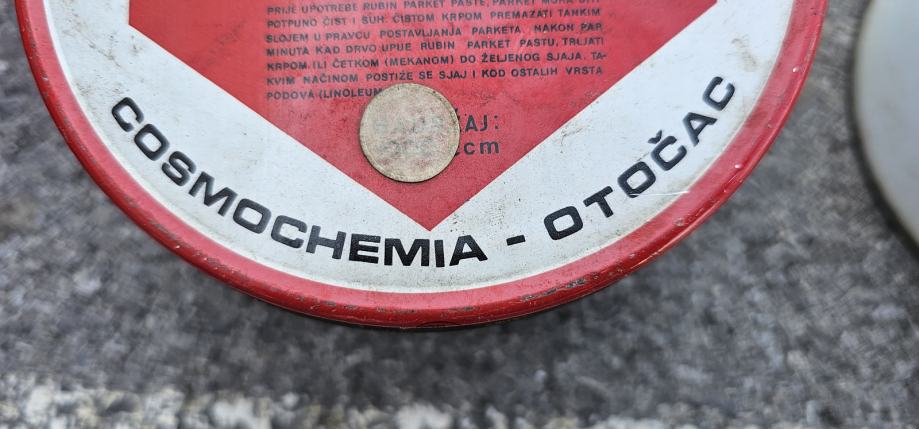 PRIJE UPOTREBE RUBIN PARKET PASTE, PARKET MORA BITI
POTPUNO ČIST I SUH. ČISTOM KRPOM PREMAZATI TANKIM
SLOJEM U PRAVCU POSTAVLJANJA PARKETA. NAKON PAR
MINUTA KAD DRVO UPIJE RUBIN PARKET PASTU, TRLJATI
KRPOM ILI ČETKOM (MEKANOM) DO ŽELJENOG SJAJA. TA-
KVIM NAČINOM POSTIŽE SE SJAJ I KOD OSTALIH VRSTA
PODOVA (LINOLEUM
SADRŽAJ:
ccm
COSMOCHEMIA - OTOČAC